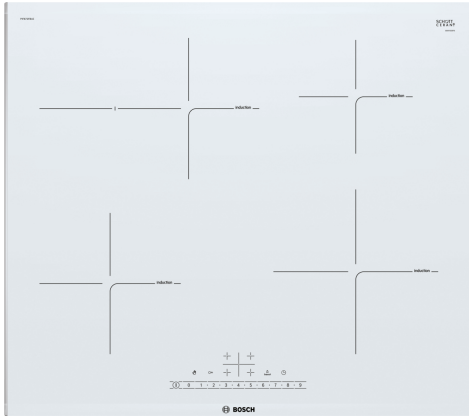 SCHOTT
CERAN®
induction
induction
induction
induction
0 1 · 2 · 3 · 4 · 5 · 6 · 7 · 8 · 9
BOSCH